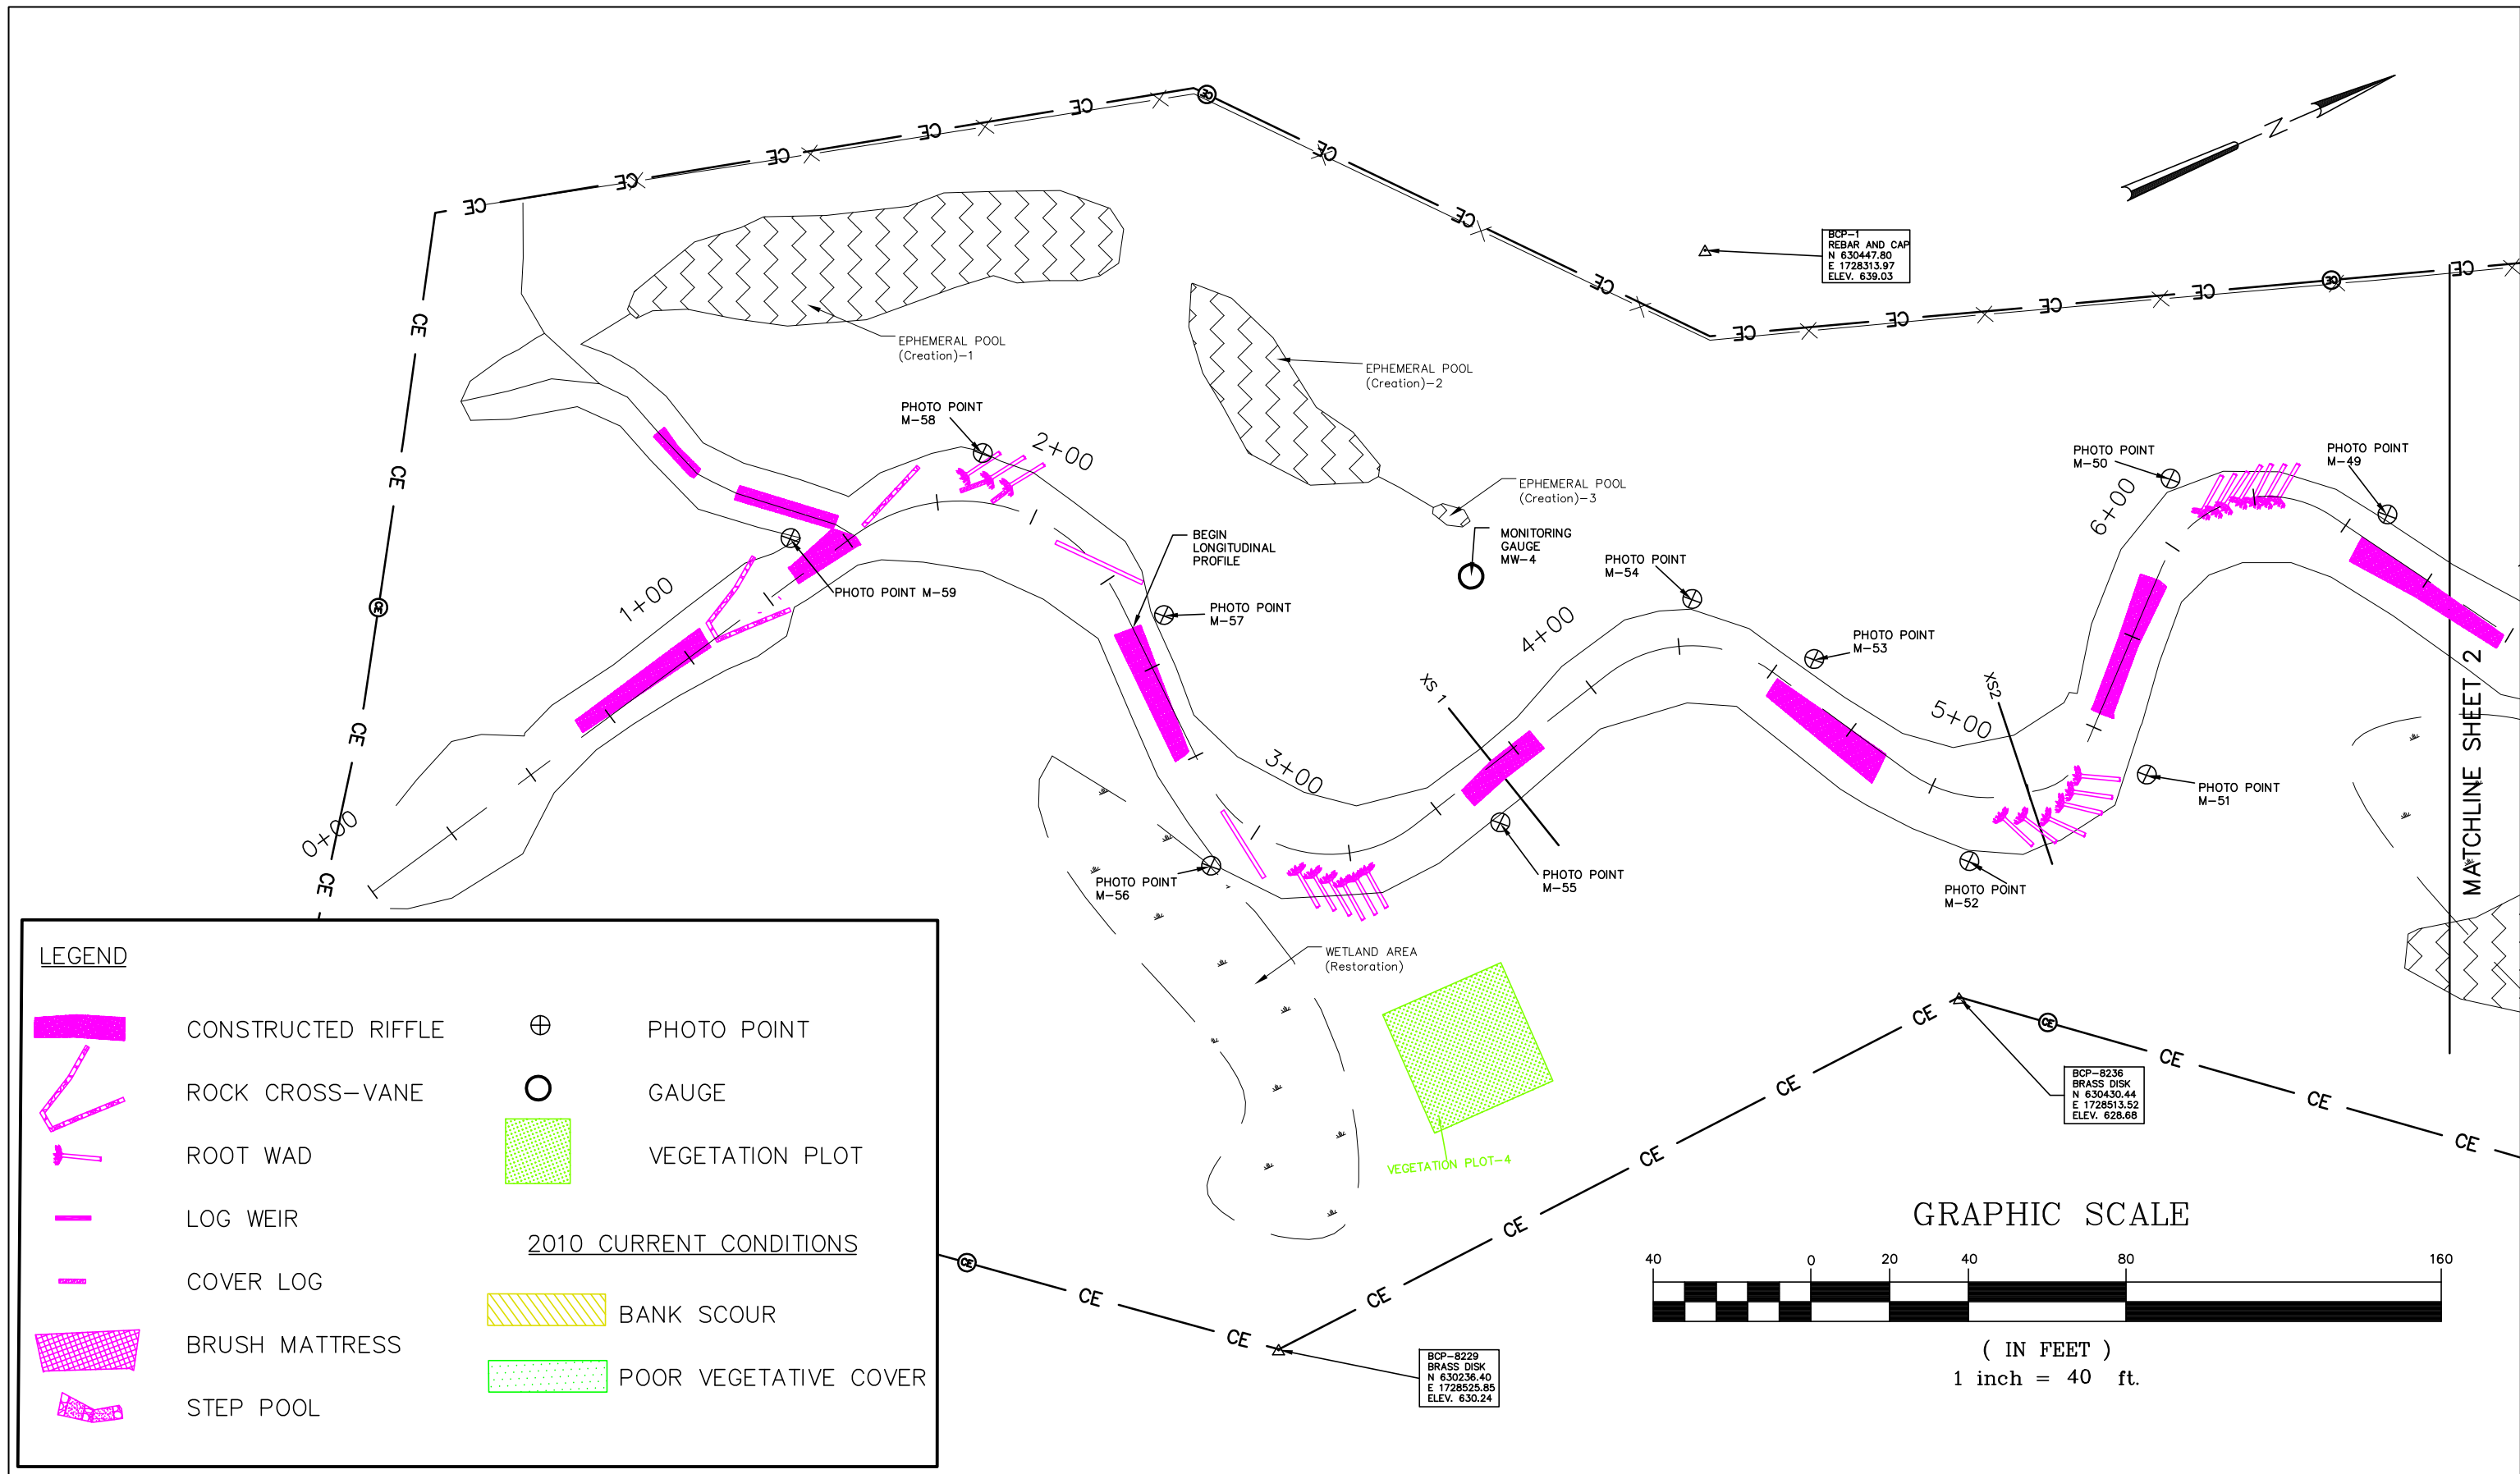 CE CE CE CE CE CE
CE CE CE CE
CE CE CE CE CE
CE CE CE CE
N
BCP-1
REBAR AND CAP
N 630447.80
E 1728313.97
ELEV. 639.03
EPHEMERAL POOL
(Creation)-1
EPHEMERAL POOL
(Creation)-2
EPHEMERAL POOL
(Creation)-3
PHOTO POINT
M-58
2+00
PHOTO POINT
M-50
PHOTO POINT
M-49
6+00
BEGIN
LONGITUDINAL
PROFILE
MONITORING
GAUGE
MW-4
PHOTO POINT
M-54
1+00
PHOTO POINT M-59
PHOTO POINT
M-57
4+00
PHOTO POINT
M-53
XS 1
XS2
5+00
3+00
0+00
PHOTO POINT
M-51
MATCHLINE SHEET 2
PHOTO POINT
M-56
PHOTO POINT
M-55
PHOTO POINT
M-52
WETLAND AREA
(Restoration)
VEGETATION PLOT-4
CE CE CE CE CE
CE CE CE CE
CE CE CE
BCP-8236
BRASS DISK
N 630430.44
E 1728513.52
ELEV. 628.68
BCP-8229
BRASS DISK
N 630236.40
E 1728525.85
ELEV. 630.24
LEGEND
CONSTRUCTED RIFFLE
ROCK CROSS-VANE
ROOT WAD
LOG WEIR
COVER LOG
BRUSH MATTRESS
STEP POOL
PHOTO POINT
GAUGE
VEGETATION PLOT
2010 CURRENT CONDITIONS
BANK SCOUR
POOR VEGETATIVE COVER
GRAPHIC SCALE
40 0 20 40 80 160
( IN FEET )
1 inch = 40 ft.